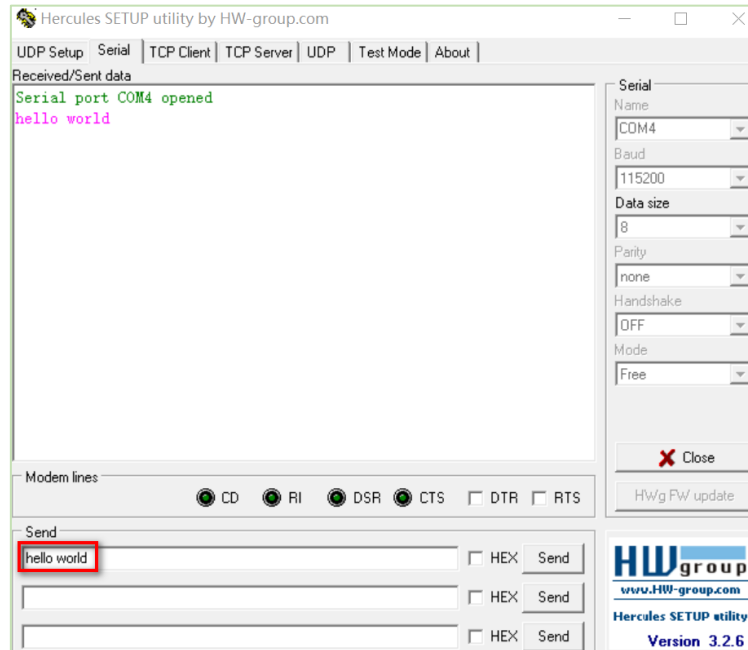 Hercules SETUP utility by HW-group.com
UDP Setup Serial TCP Client TCP Server UDP Test Mode About
Received/Sent data
Serial port COM4 opened
hello world
Serial
Name
COM4
Baud
115200
Data size
8
Parity
none
Handshake
OFF
Mode
Free
Close
HWg FW update
Modem lines
CD RI DSR CTS DTR RTS
Send
hello world HEX Send
HEX Send
HEX Send
HWgroup
www.HW-group.com
Hercules SETUP utility
Version 3.2.6